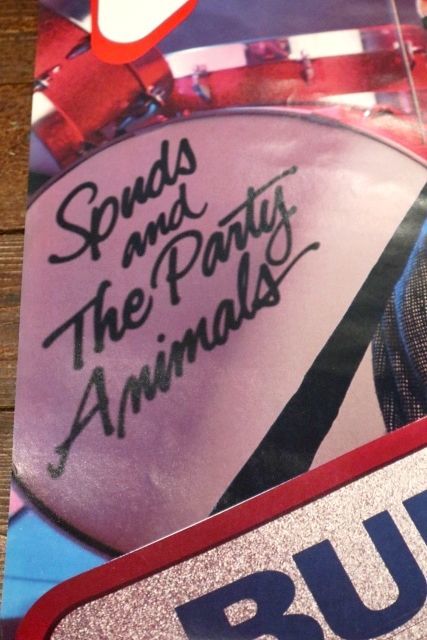 Spuds
and
The Party
Animals
BU